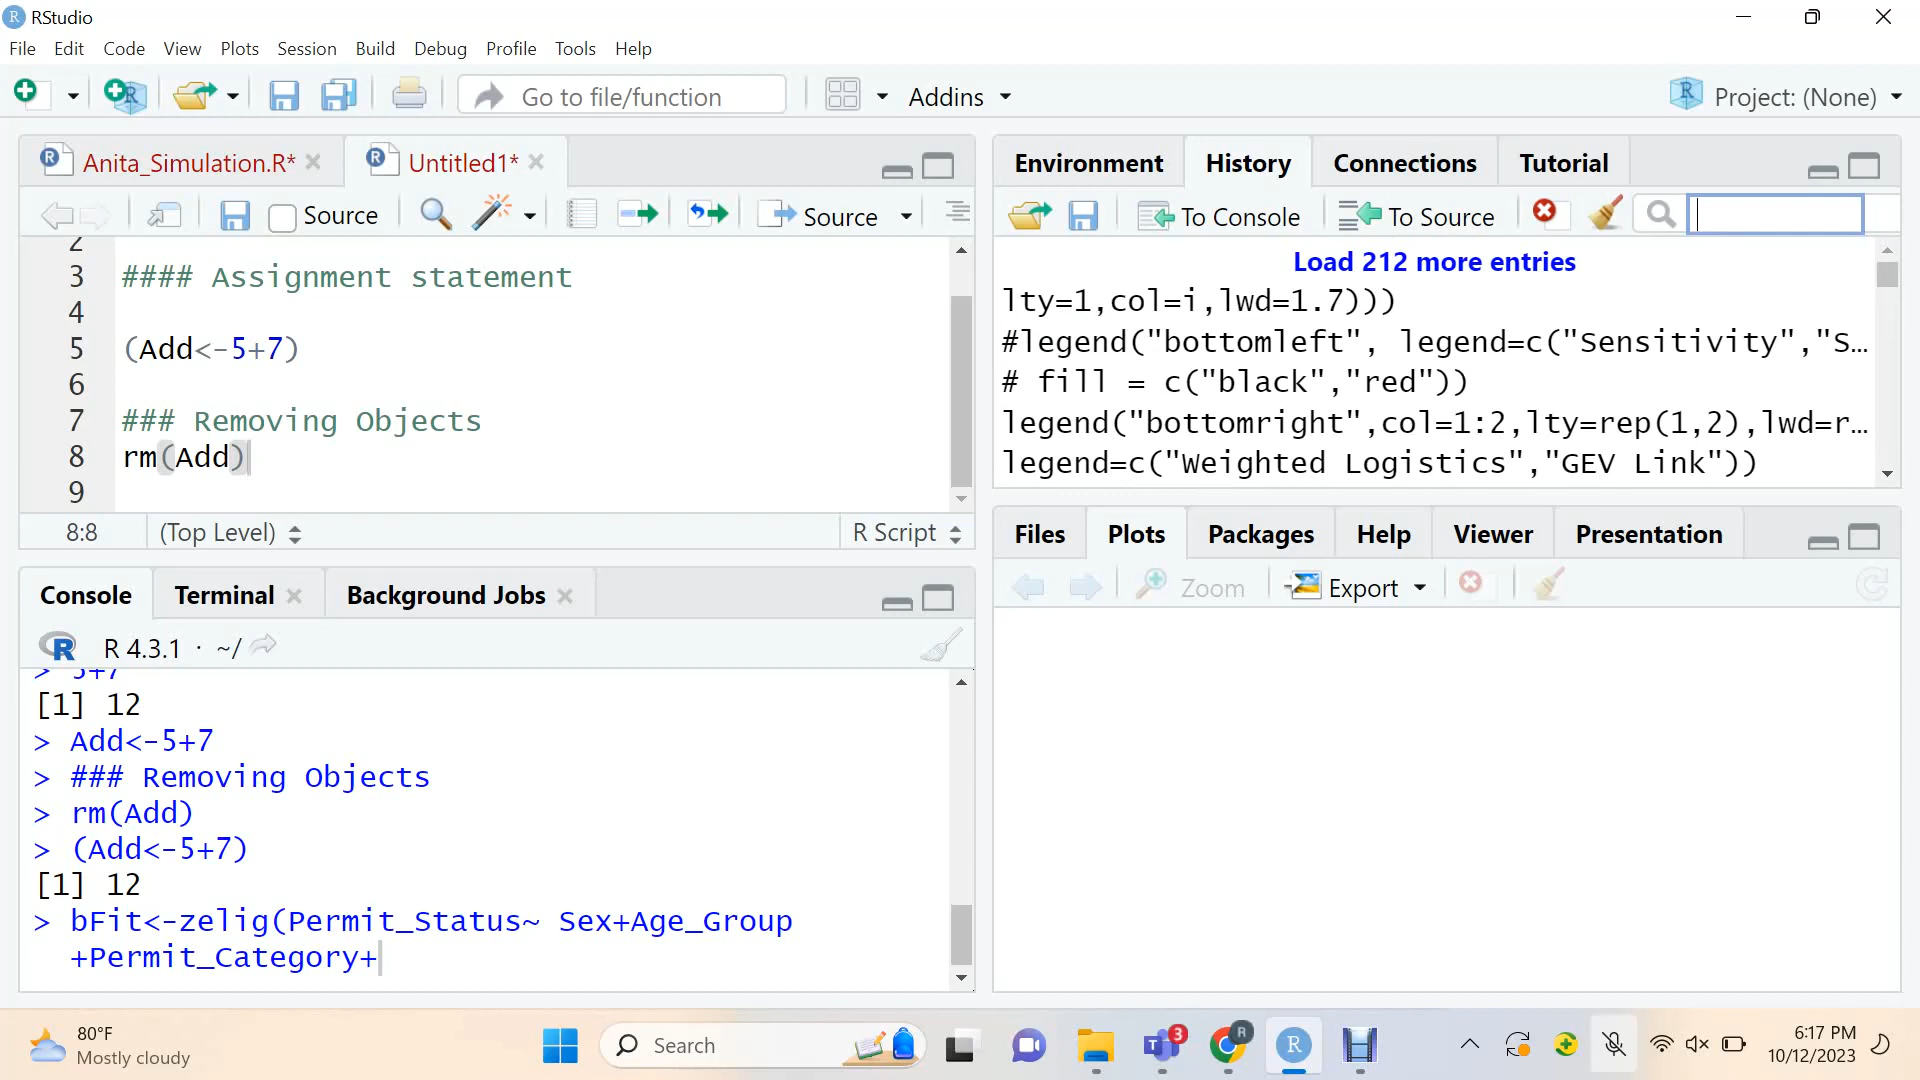 RStudio
File Edit Code View Plots Session Build Debug Profile Tools Help
Go to file/function
Addins
Project: (None)
Anita_Simulation.R*
Untitled1*
Source
Source
2
3 #### Assignment statement
4
5 (Add<-5+7)
6
7 ### Removing Objects
8 rm(Add)
9
8:8 (Top Level) R Script
Console Terminal Background Jobs
R 4.3.1 · ~/
> 5+7
[1] 12
> Add<-5+7
> ### Removing Objects
> rm(Add)
> (Add<-5+7)
[1] 12
> bFit<-zelig(Permit_Status~ Sex+Age_Group
+Permit_Category+
Environment History Connections Tutorial
To Console To Source
Load 212 more entries
lty=1,col=i,lwd=1.7)))
#legend("bottomleft", legend=c("Sensitivity","S...
# fill = c("black","red"))
legend("bottomright",col=1:2,lty=rep(1,2),lwd=r...
legend=c("Weighted Logistics","GEV Link"))
Files Plots Packages Help Viewer Presentation
Zoom Export
80°F
Mostly cloudy
Search
3
R
6:17 PM
10/12/2023